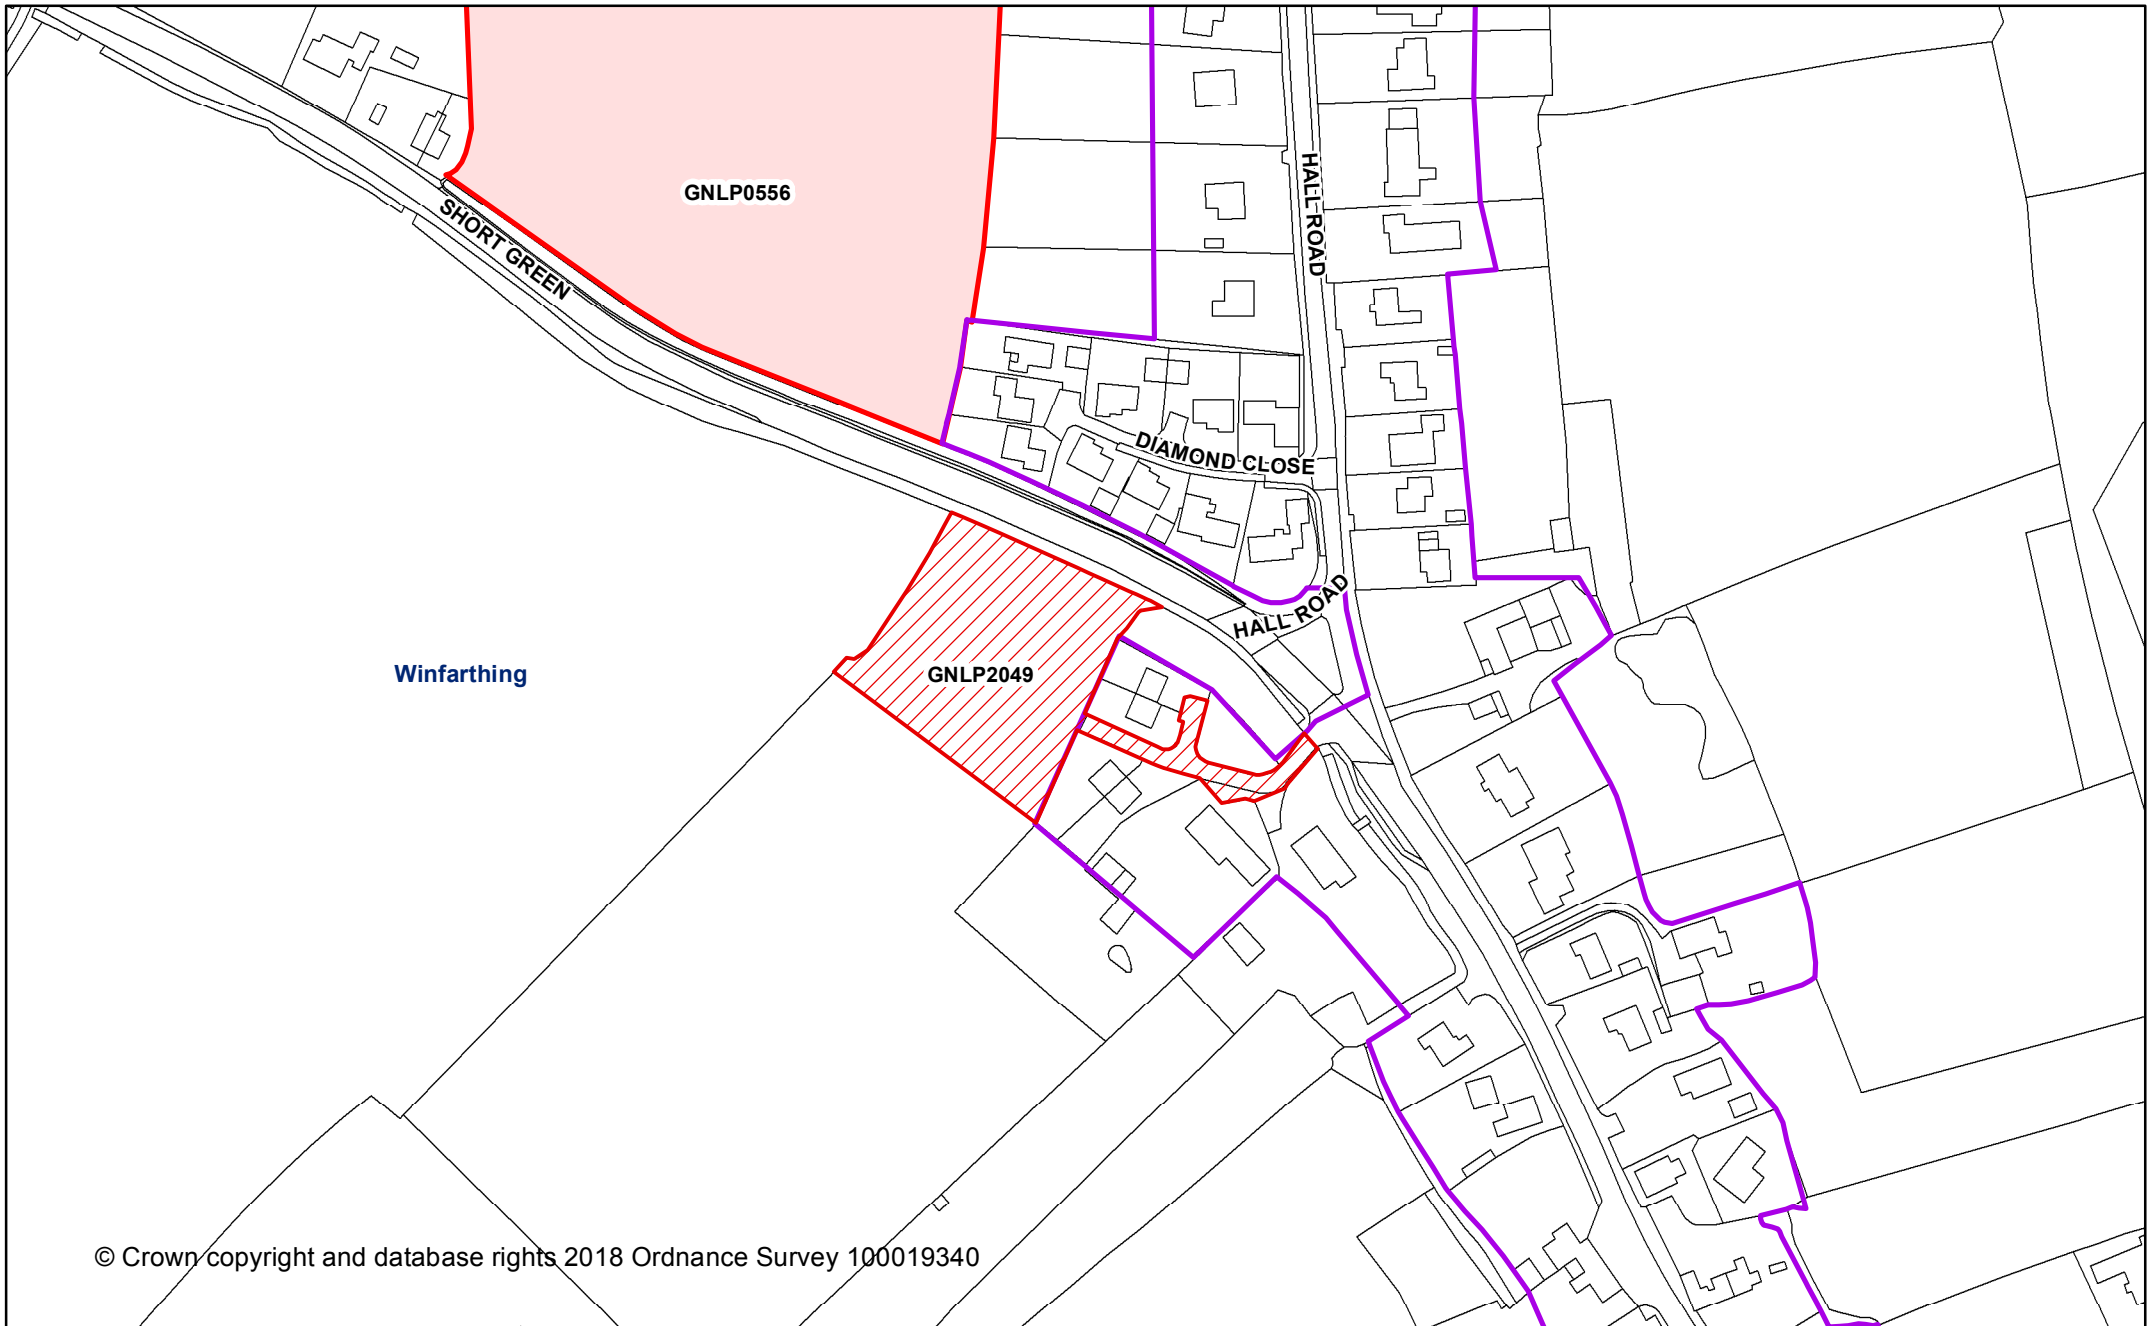 GNLP0556
HALL ROAD
SHORT GREEN
DIAMOND CLOSE
HALL ROAD
Winfarthing
GNLP2049
© Crown copyright and database rights 2018 Ordnance Survey 100019340